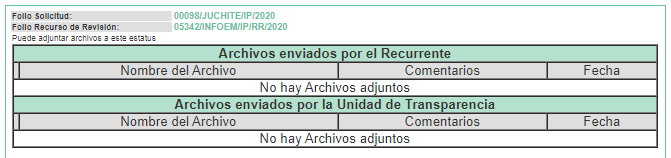 Folio Solicitud: 00098/JUCHITE/IP/2020
Folio Recurso de Revisión: 05342/INFOEM/IP/RR/2020
Puede adjuntar archivos a este estatus
Archivos enviados por el Recurrente
Nombre del Archivo Comentarios Fecha
No hay Archivos adjuntos
Archivos enviados por la Unidad de Transparencia
Nombre del Archivo Comentarios Fecha
No hay Archivos adjuntos